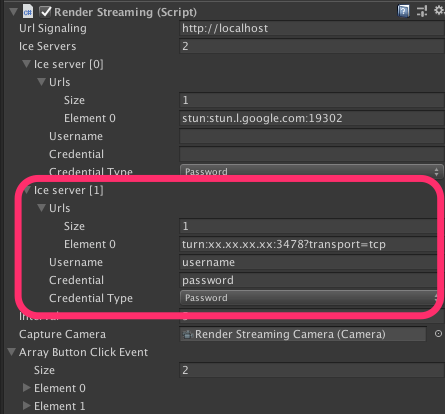 Render Streaming (Script)
Url Signaling http://localhost
Ice Servers 2
Ice server [0]
Urls
Size 1
Element 0 stun:stun.l.google.com:19302
Username
Credential
Credential Type Password
Ice server [1]
Urls
Size 1
Element 0 turn:xx.xx.xx.xx:3478?transport=tcp
Username username
Credential password
Credential Type Password
Interval
Capture Camera Render Streaming Camera (Camera)
Array Button Click Event
Size 2
Element 0
Element 1